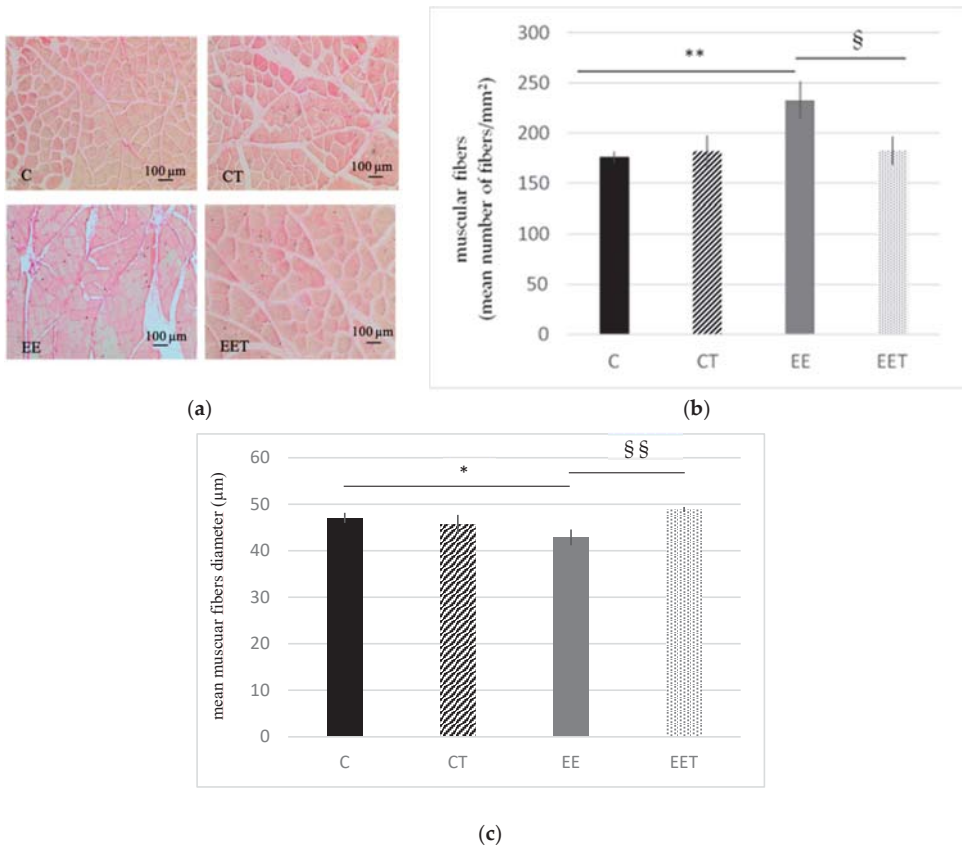 C
100 µm
CT
100 µm
EE
100 µm
EET
100 µm
(a)
muscular fibers
(mean number of fibers/mm²)
300
250
200
150
100
50
0
**
§
C CT EE EET
(b)
mean muscuar fibers diameter (µm)
60
50
40
30
20
10
0
*
§ §
C CT EE EET
(c)